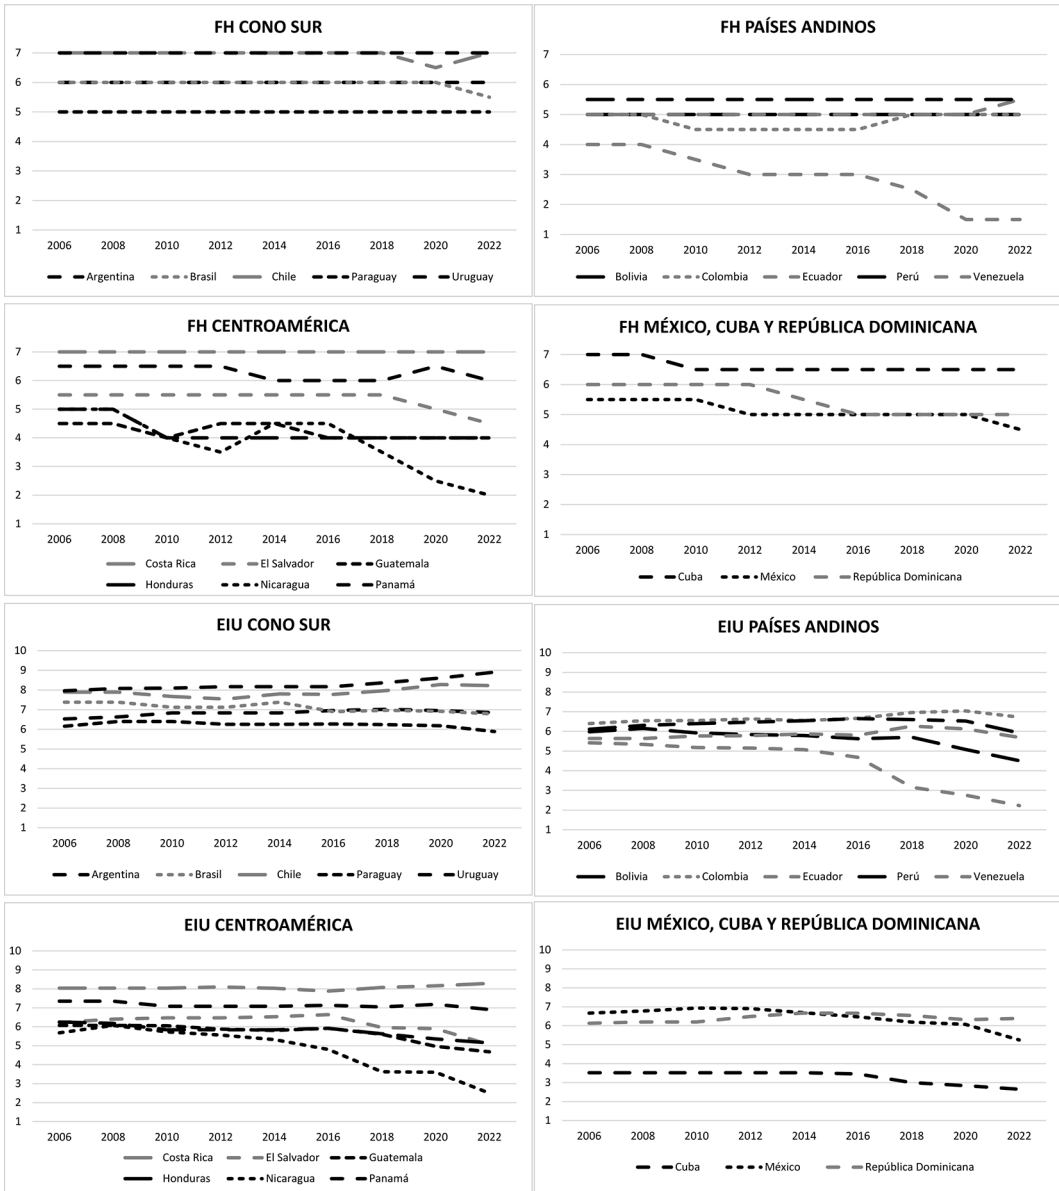 FH CONO SUR
7
6
5
4
3
2
1
2006 2008 2010 2012 2014 2016 2018 2020 2022
Argentina Brasil Chile Paraguay Uruguay
FH PAÍSES ANDINOS
7
6
5
4
3
2
1
2006 2008 2010 2012 2014 2016 2018 2020 2022
Bolivia Colombia Ecuador Perú Venezuela
FH CENTROAMÉRICA
7
6
5
4
3
2
1
2006 2008 2010 2012 2014 2016 2018 2020 2022
Costa Rica El Salvador Guatemala
Honduras Nicaragua Panamá
FH MÉXICO, CUBA Y REPÚBLICA DOMINICANA
7
6
5
4
3
2
1
2006 2008 2010 2012 2014 2016 2018 2020 2022
Cuba México República Dominicana
EIU CONO SUR
10
9
8
7
6
5
4
3
2
1
2006 2008 2010 2012 2014 2016 2018 2020 2022
Argentina Brasil Chile Paraguay Uruguay
EIU PAÍSES ANDINOS
10
9
8
7
6
5
4
3
2
1
2006 2008 2010 2012 2014 2016 2018 2020 2022
Bolivia Colombia Ecuador Perú Venezuela
EIU CENTROAMÉRICA
10
9
8
7
6
5
4
3
2
1
2006 2008 2010 2012 2014 2016 2018 2020 2022
Costa Rica El Salvador Guatemala
Honduras Nicaragua Panamá
EIU MÉXICO, CUBA Y REPÚBLICA DOMINICANA
10
9
8
7
6
5
4
3
2
1
2006 2008 2010 2012 2014 2016 2018 2020 2022
Cuba México República Dominicana